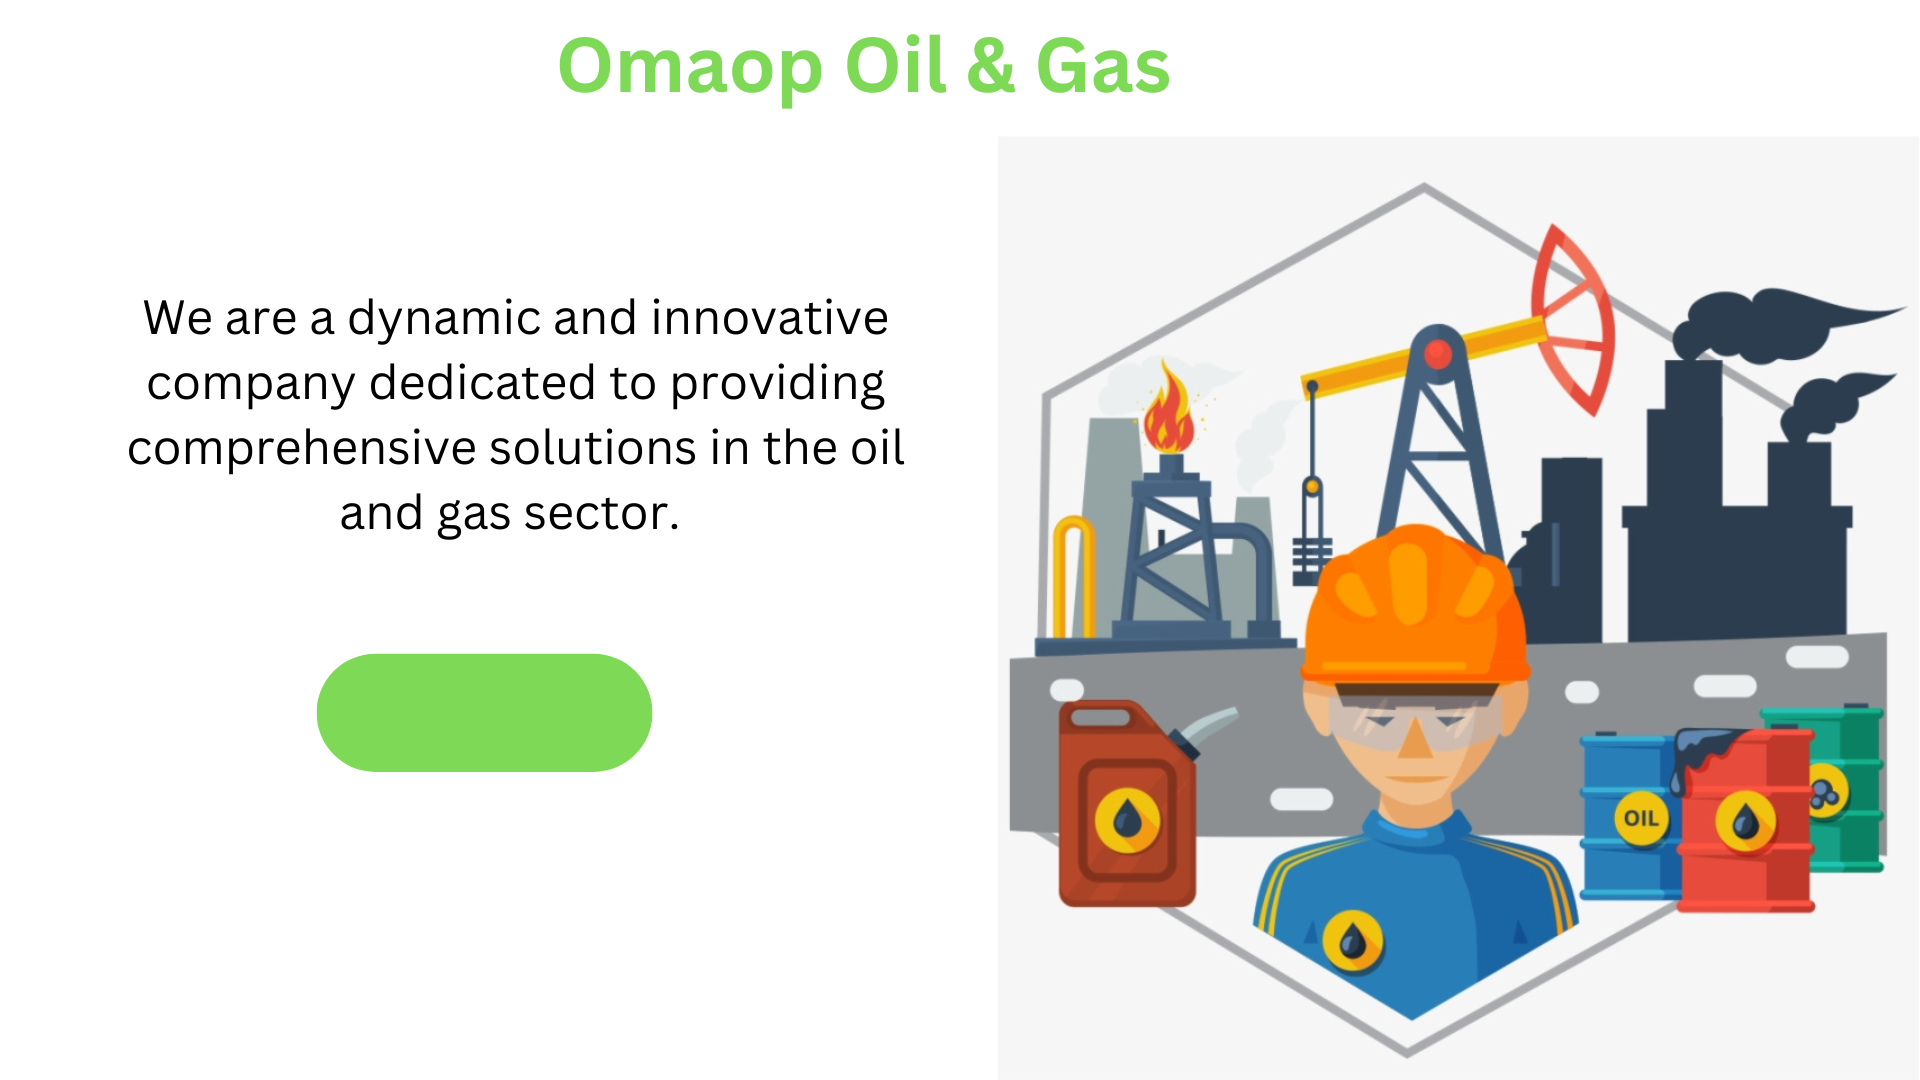 Omaop Oil & Gas
We are a dynamic and innovative
company dedicated to providing
comprehensive solutions in the oil
and gas sector.
OIL